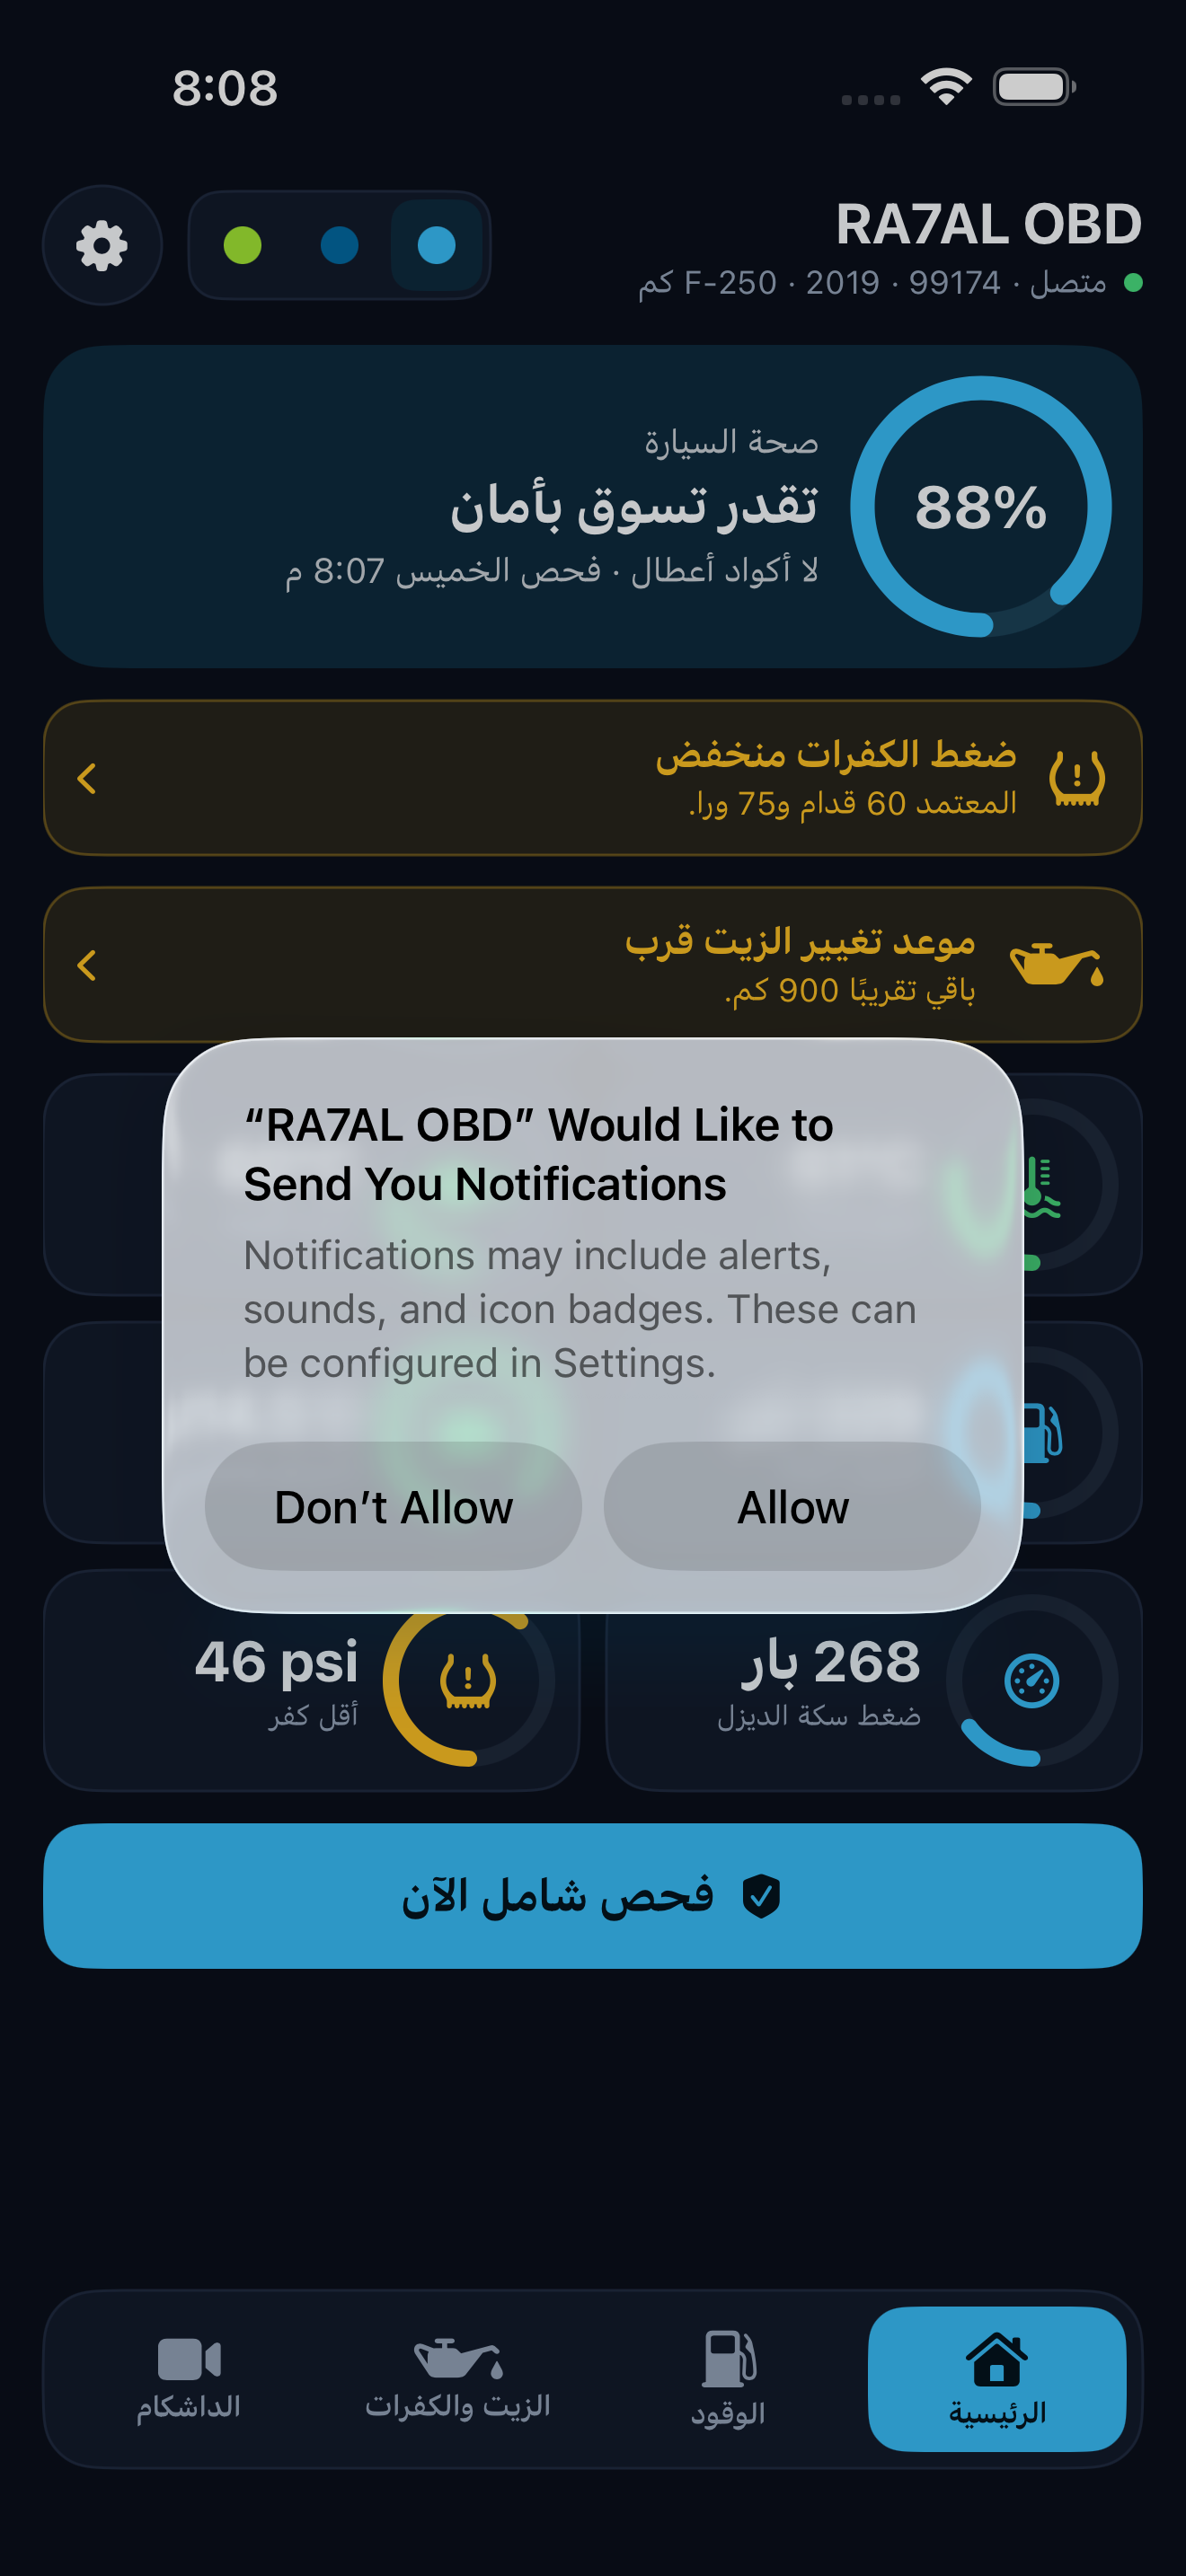 8:08
RA7AL OBD
متصل · F-250 · 2019 · 99174 كم
88%
صحة السيارة
تقدر تسوق بأمان
لا أكواد أعطال · فحص الخميس 8:07 م
ضغط الكفرات منخفض
المعتمد 60 قدام و75 ورا.
موعد تغيير الزيت قرب
باقي تقريبًا 900 كم.
“RA7AL OBD” Would Like to
Send You Notifications
Notifications may include alerts,
sounds, and icon badges. These can
be configured in Settings.
Don’t Allow
Allow
268 بار
ضغط سكة الديزل
46 psi
أقل كفر
فحص شامل الآن
الرئيسية
الوقود
الزيت والكفرات
الداشكام